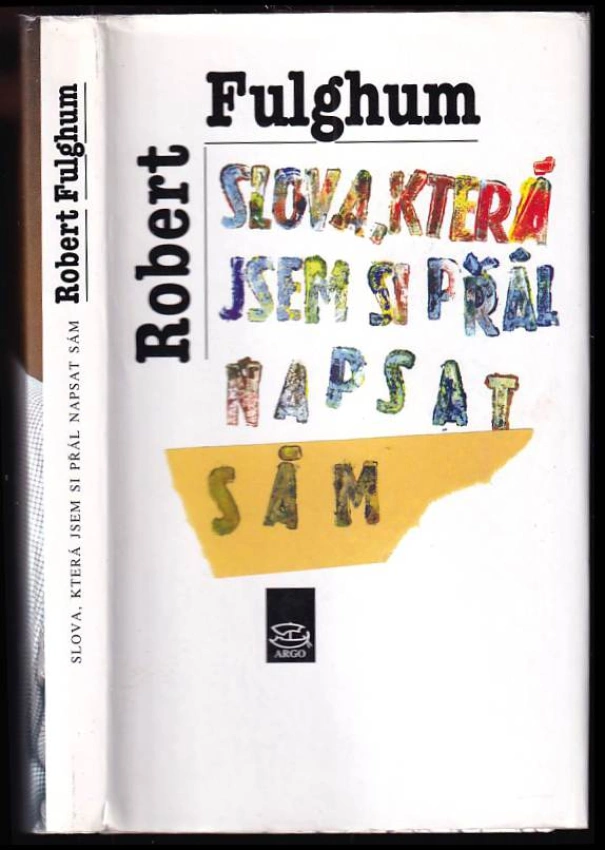 Robert Fulghum
SLOVA, KTERÁ JSEM SI PŘÁL NAPSAT SÁM
Robert
Fulghum
SLOVA, KTERÁ
JSEM SI PŘÁL
NAPSAT
SÁM
ARGO